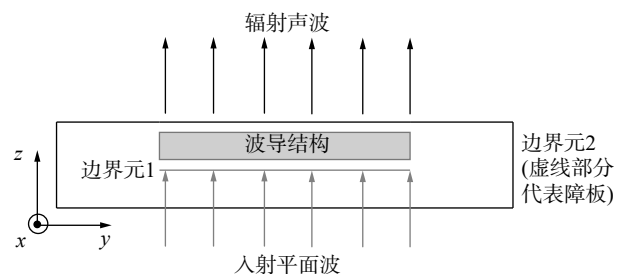 辐射声波
波导结构
边界元1
边界元2
(虚线部分
代表障板)
z
x
y
入射平面波